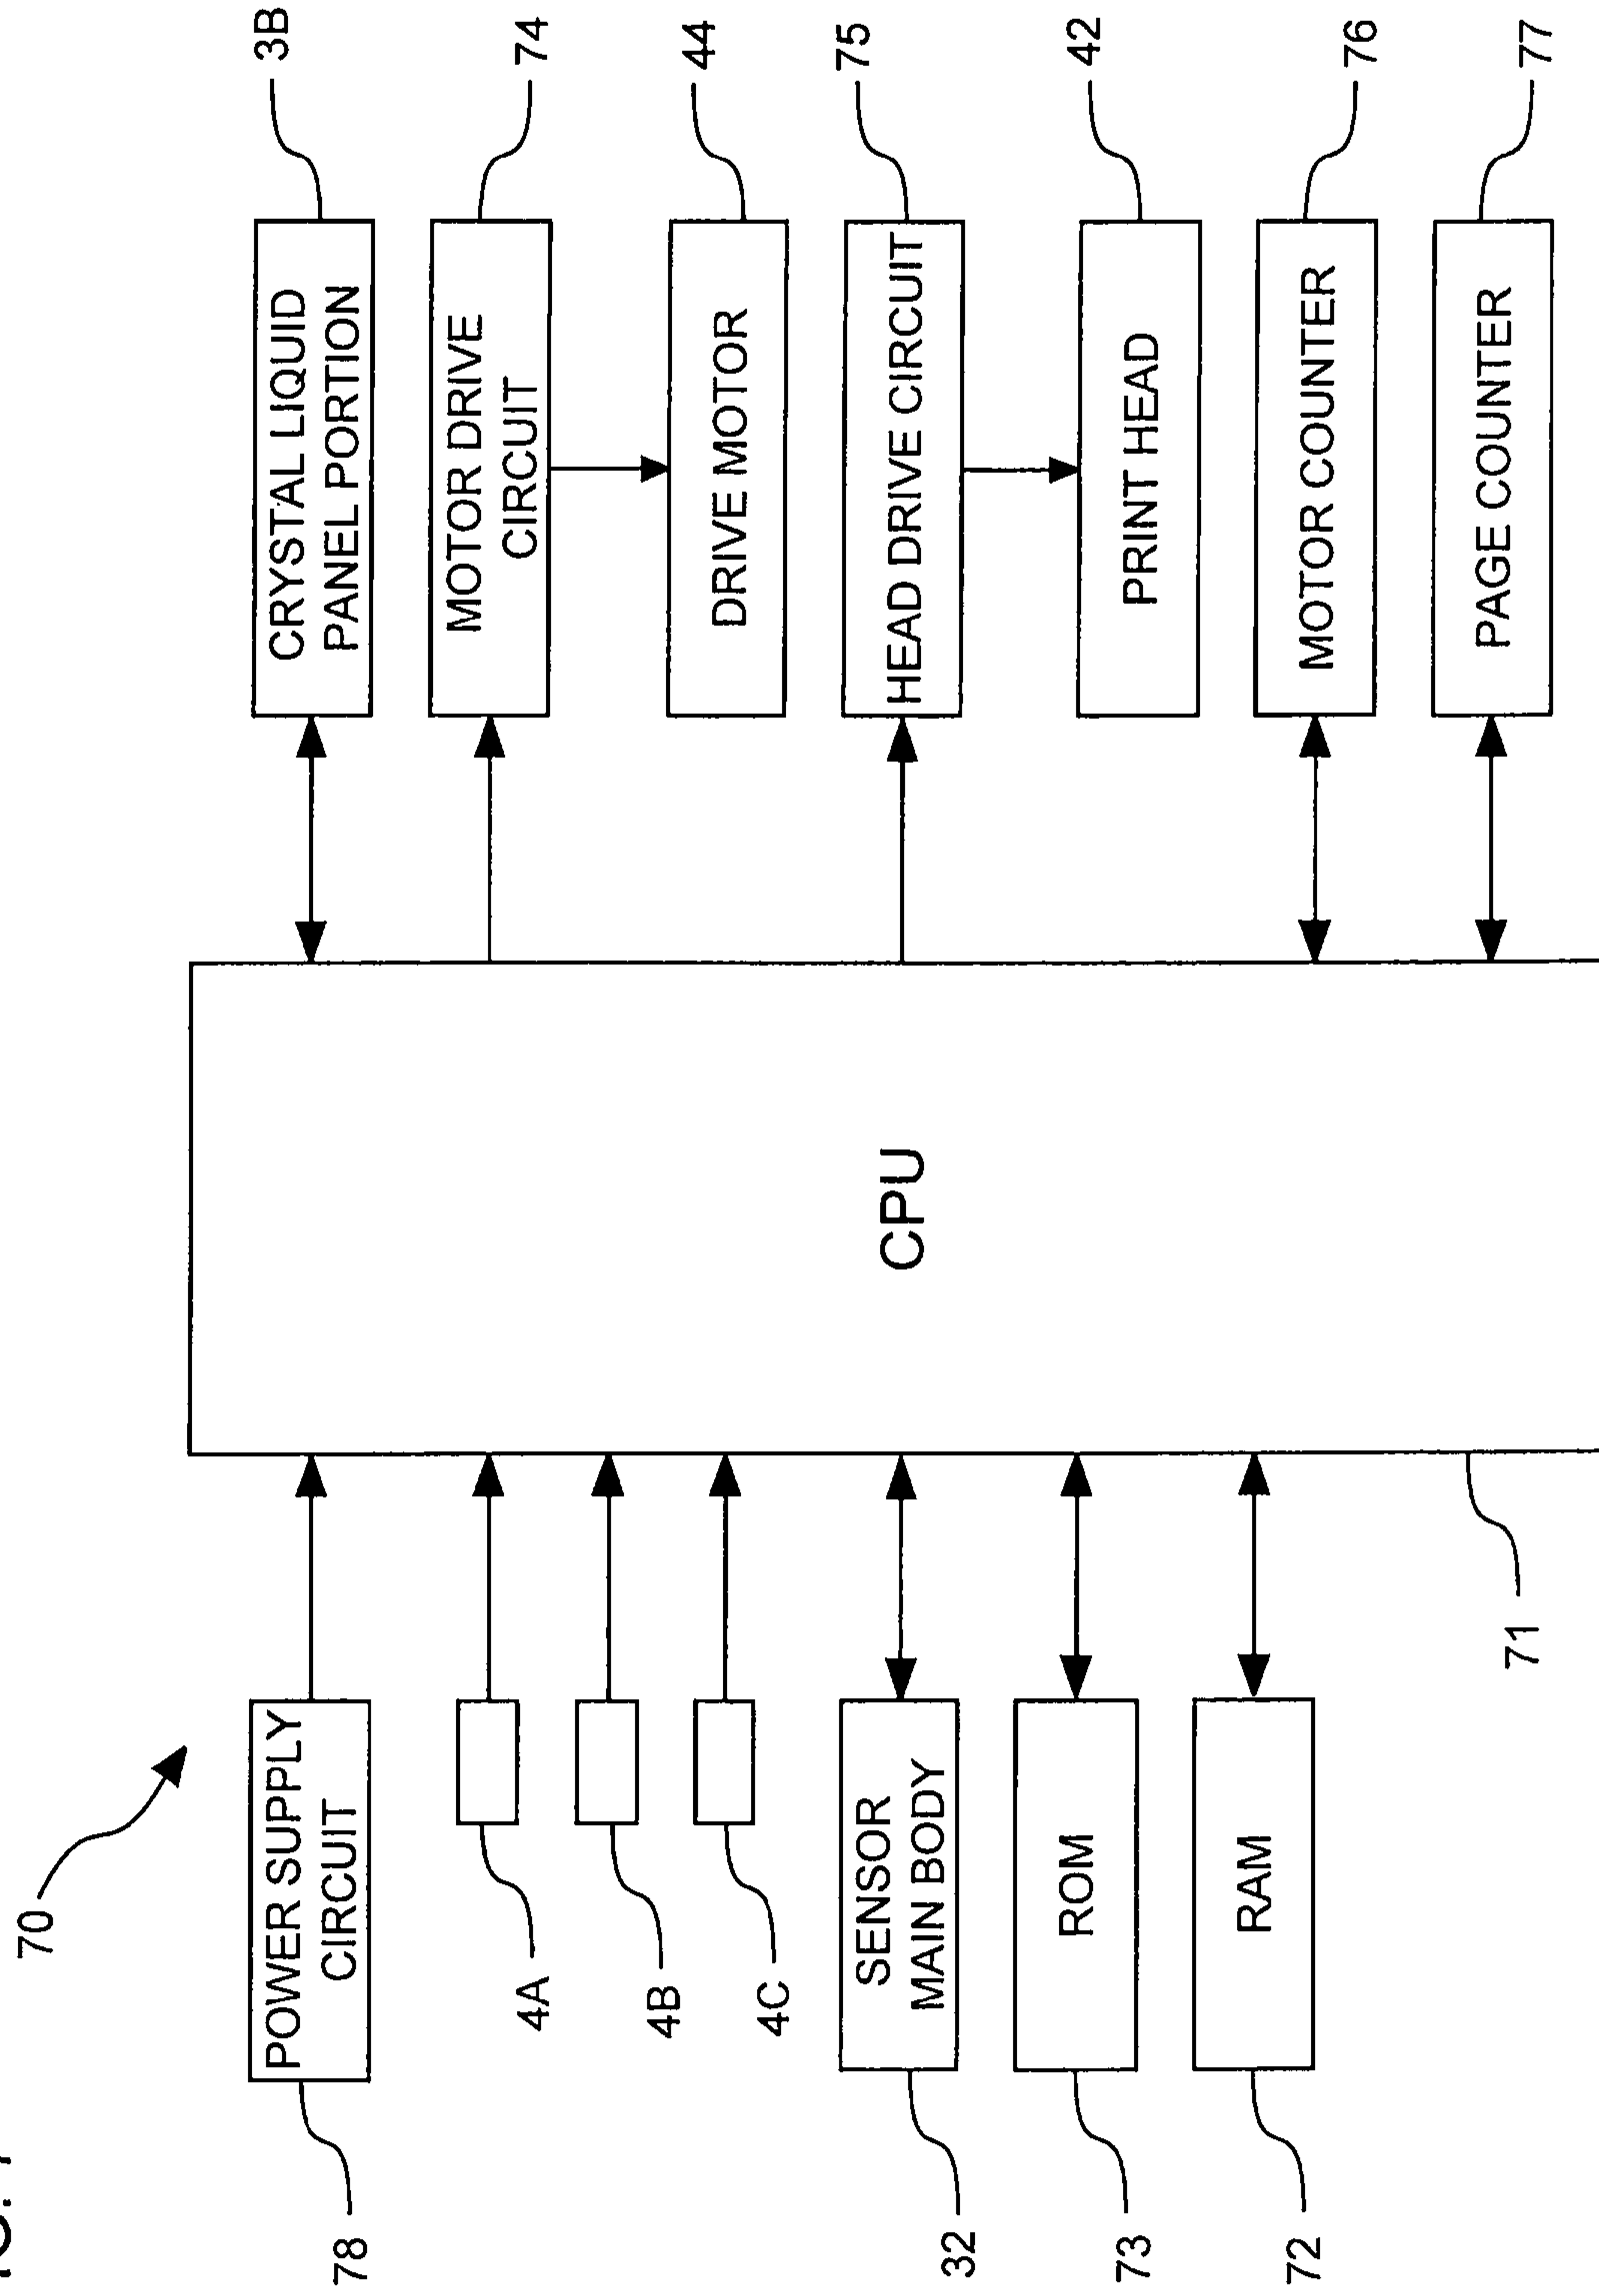 70
78
POWER SUPPLY
CIRCUIT
4A
4B
4C
32
SENSOR
MAIN BODY
73
ROM
72
RAM
CPU
71
CRYSTAL LIQUID
PANEL PORTION
3B
MOTOR DRIVE
CIRCUIT
74
DRIVE MOTOR
44
HEAD DRIVE CIRCUIT
75
PRINT HEAD
42
MOTOR COUNTER
76
PAGE COUNTER
77